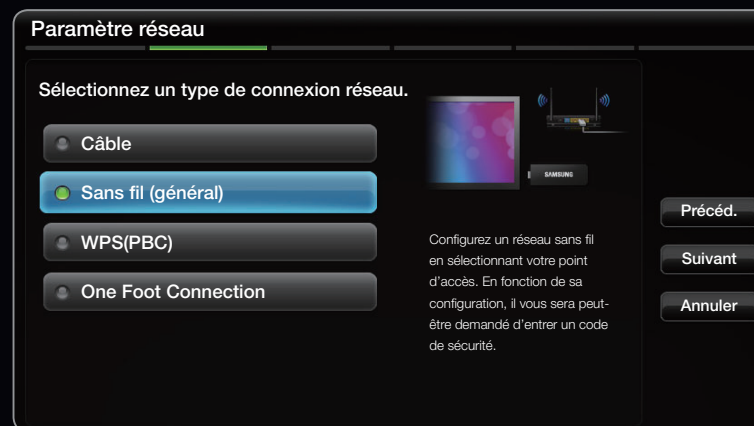 Paramètre réseau
Sélectionnez un type de connexion réseau.
Câble
Sans fil (général)
WPS(PBC)
One Foot Connection
SAMSUNG
Configurez un réseau sans fil
en sélectionnant votre point
d’accès. En fonction de sa
configuration, il vous sera peut-
être demandé d’entrer un code
de sécurité.
Précéd.
Suivant
Annuler